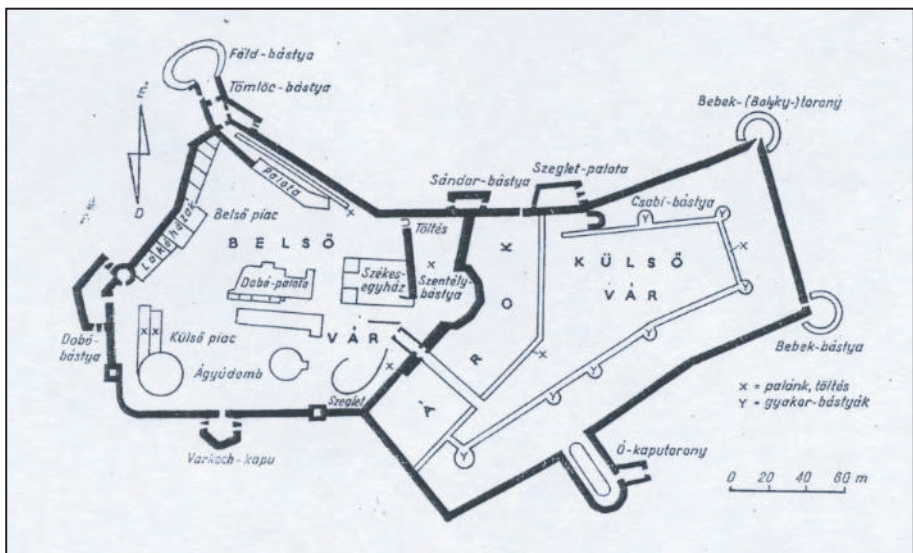 Föld-bástya
Tömlöc-bástya
É
D
Palota
Belső piac
Lakóházak
BELSŐ
VÁR
Dobó-palota
Székes-
egyház
Töltés
Szentély-
bástya
Sándor-bástya
Szeglet-palota
Bebek-(Bolyky-)torony
Csabi-bástya
KÜLSŐ
VÁR
ÁROK
Dobó-
bástya
Külső piac
Ágyúdomb
Szeglet
Varkoch-kapu
Bebek-bástya
x = palánk, töltés
Y = gyakor-bástyák
Ó-kaputorony
0 20 40 60 m
x
x
x
x
x
x
x
Y
Y
Y
Y
Y
Y
Y